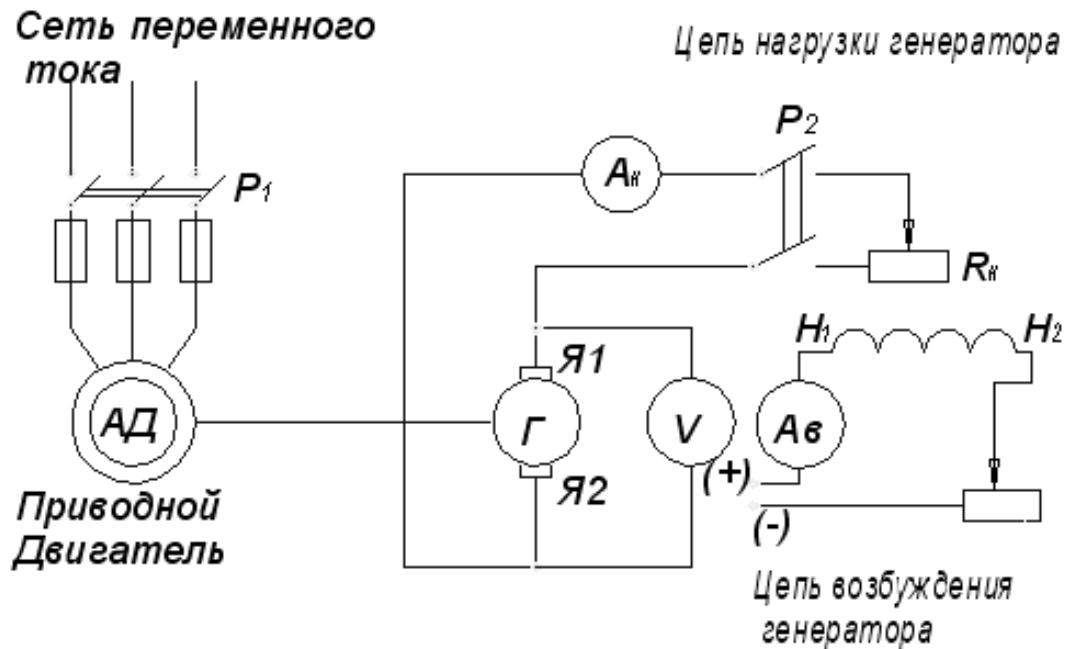 Сеть переменного
тока
Цепь нагрузки генератора
P1
Aн
P2
Rн
H1
H2
АД
Я1
Г
V
Aв
Я2
(+)
(-)
Приводной
Двигатель
Цепь возбуждения
генератора